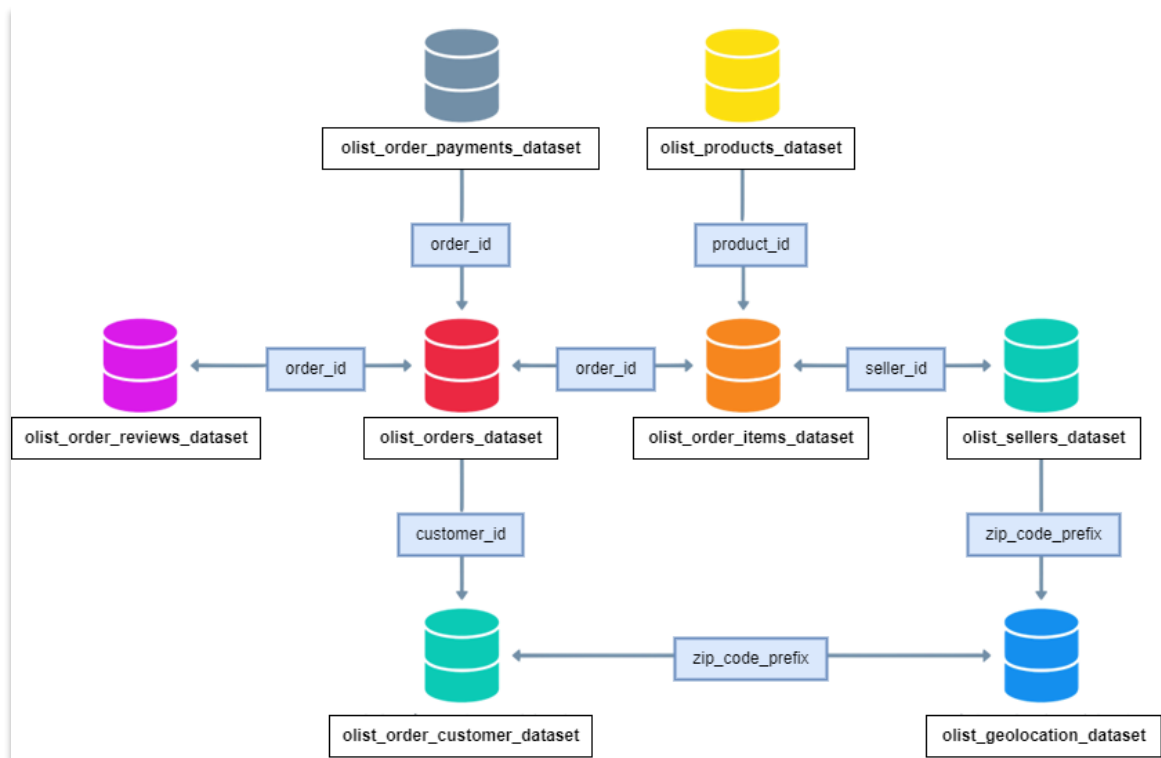 olist_order_payments_dataset
olist_products_dataset
order_id
product_id
order_id
order_id
seller_id
olist_order_reviews_dataset
olist_orders_dataset
olist_order_items_dataset
olist_sellers_dataset
customer_id
zip_code_prefix
zip_code_prefix
olist_order_customer_dataset
olist_geolocation_dataset